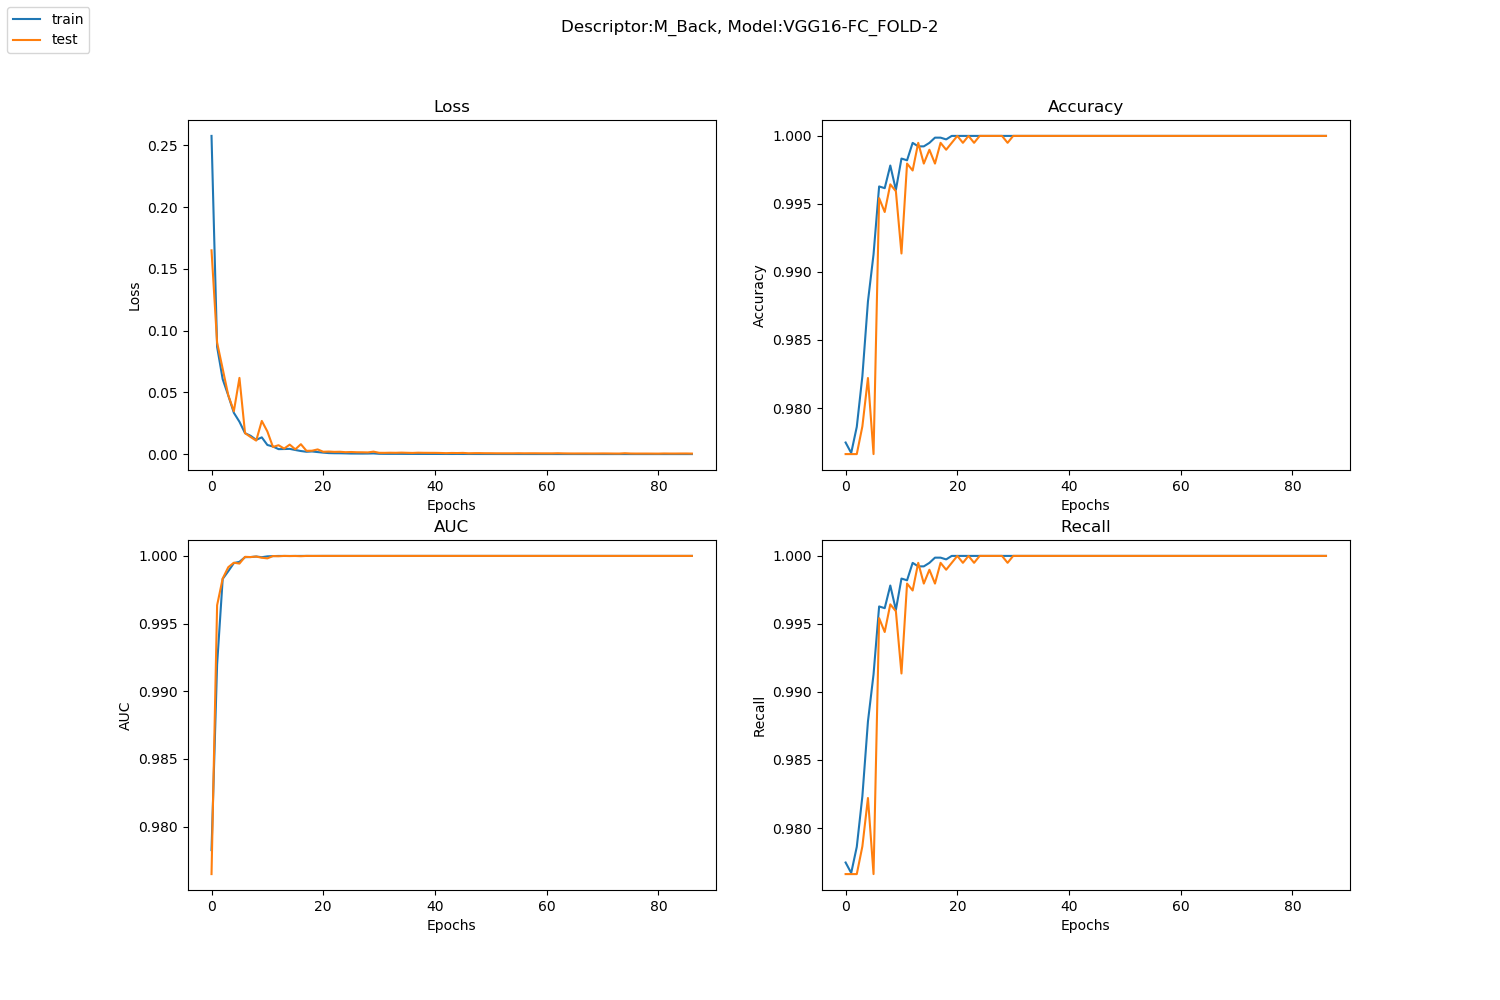 train
test
Descriptor:M_Back, Model:VGG16-FC_FOLD-2
Loss
0.25
0.20
0.15
0.10
0.05
0.00
Loss
0 20 40 60 80
Epochs
Accuracy
1.000
0.995
0.990
0.985
0.980
Accuracy
0 20 40 60 80
Epochs
AUC
1.000
0.995
0.990
0.985
0.980
AUC
0 20 40 60 80
Epochs
Recall
1.000
0.995
0.990
0.985
0.980
Recall
0 20 40 60 80
Epochs